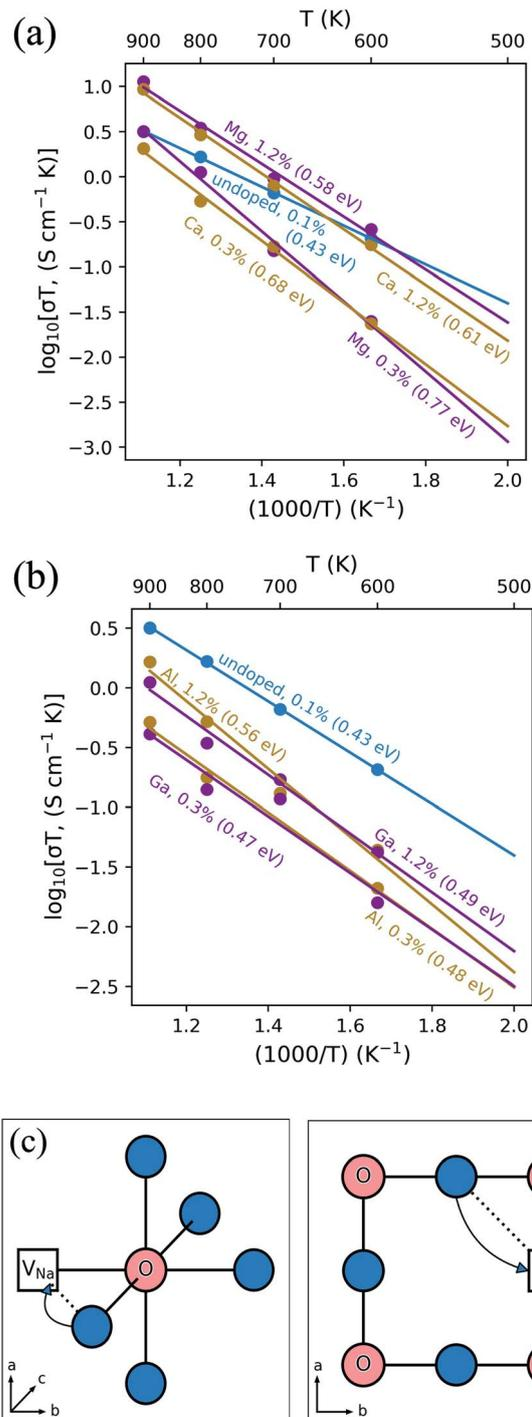 (a)
T (K)
900 800 700 600 500
1.0
0.5
0.0
−0.5
−1.0
−1.5
−2.0
−2.5
−3.0
log₁₀[σT, (S cm⁻¹ K)]
Mg, 1.2% (0.58 eV)
undoped, 0.1%
(0.43 eV)
Ca, 0.3% (0.68 eV)
Ca, 1.2% (0.61 eV)
Mg, 0.3% (0.77 eV)
1.2 1.4 1.6 1.8 2.0
(1000/T) (K⁻¹)
(b)
T (K)
900 800 700 600 500
0.5
0.0
−0.5
−1.0
−1.5
−2.0
−2.5
log₁₀[σT, (S cm⁻¹ K)]
undoped, 0.1% (0.43 eV)
Al, 1.2% (0.56 eV)
Ga, 0.3% (0.47 eV)
Ga, 1.2% (0.49 eV)
Al, 0.3% (0.48 eV)
1.2 1.4 1.6 1.8 2.0
(1000/T) (K⁻¹)
(c)
V_Na
O
a
c
b
O
O
a
b